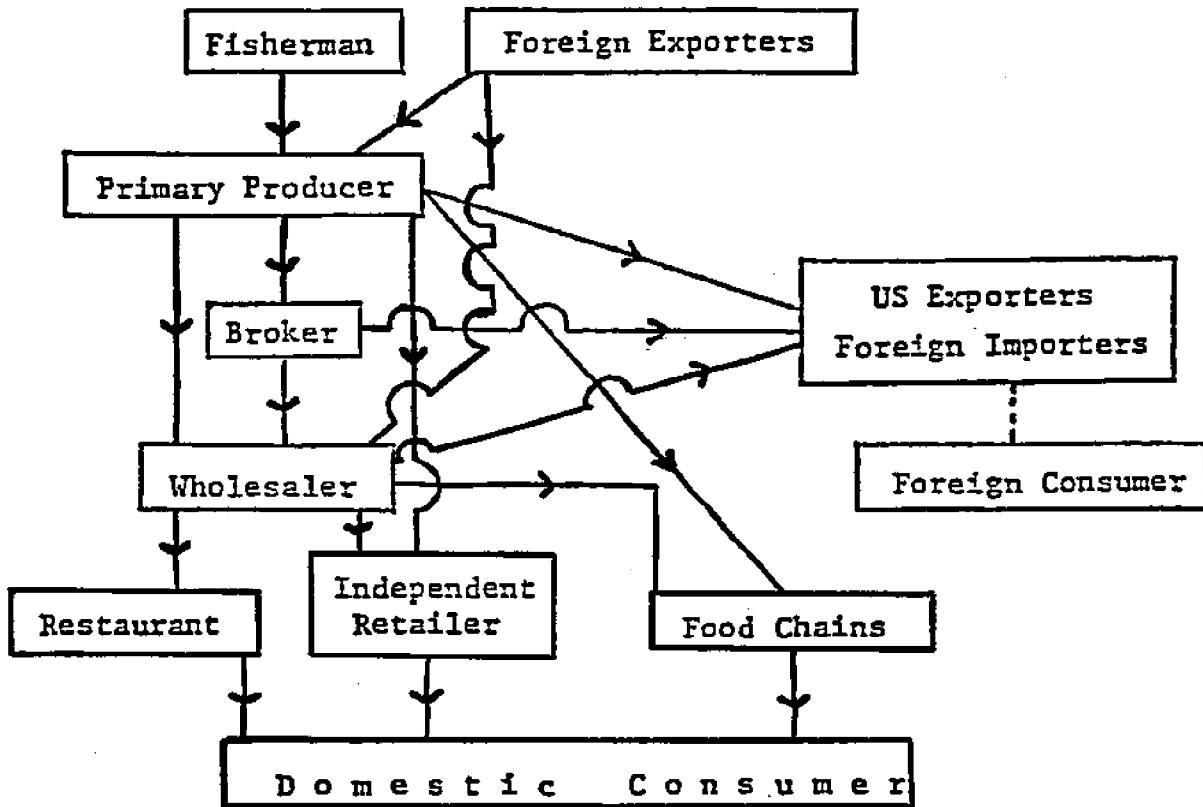 Fisherman
Foreign Exporters
Primary Producer
Broker
US Exporters
Foreign Importers
Wholesaler
Foreign Consumer
Restaurant
Independent
Retailer
Food Chains
Domestic Consumer